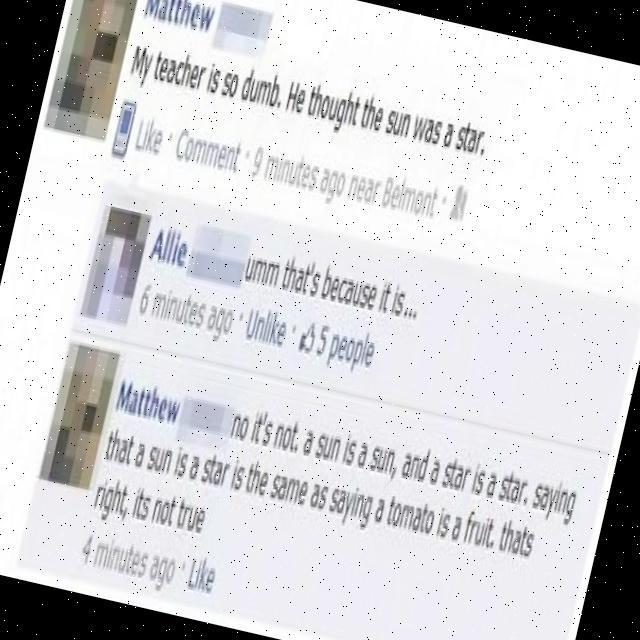 Matthew
My teacher is so dumb. He thought the sun was a star.
Like · Comment · 9 minutes ago near Belmont ·
Allie umm that's because it is...
6 minutes ago · Unlike · 5 people
Matthew no it's not. a sun is a sun, and a star is a star. saying
that a sun is a star is the same as saying a tomato is a fruit. thats
right, its not true
4 minutes ago · Like